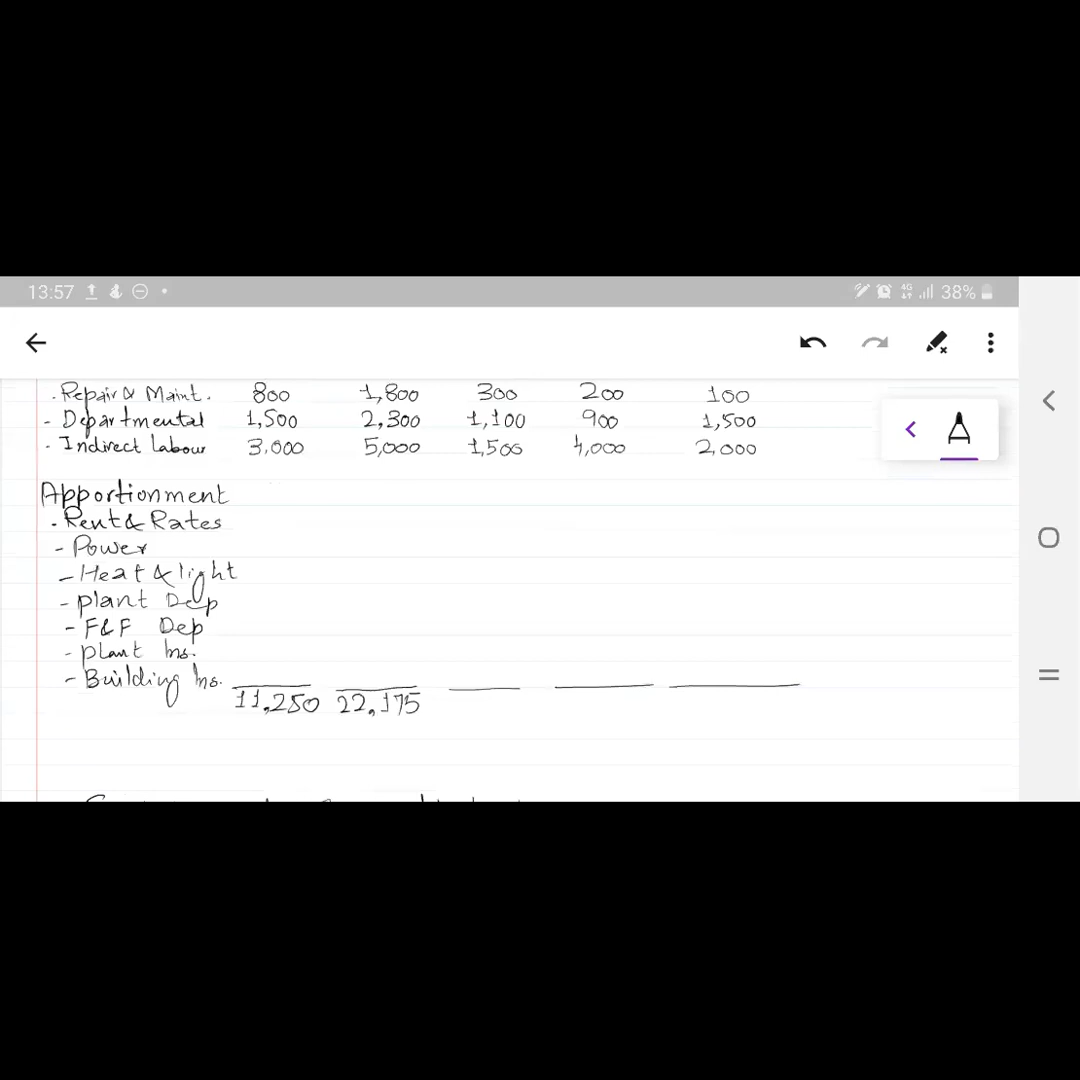 13:57 4G 38%
. Repair & Maint. 800 1,800 300 200 100
- Departmental 1,500 2,300 1,100 900 1,500
. Indirect labour 3,000 5,000 1,500 4,000 2,000
Apportionment
. Rent & Rates
- Power
- Heat & light
- plant Dep
- F&F Dep
- plant Ins.
- Building Ins.
11,250 22,175